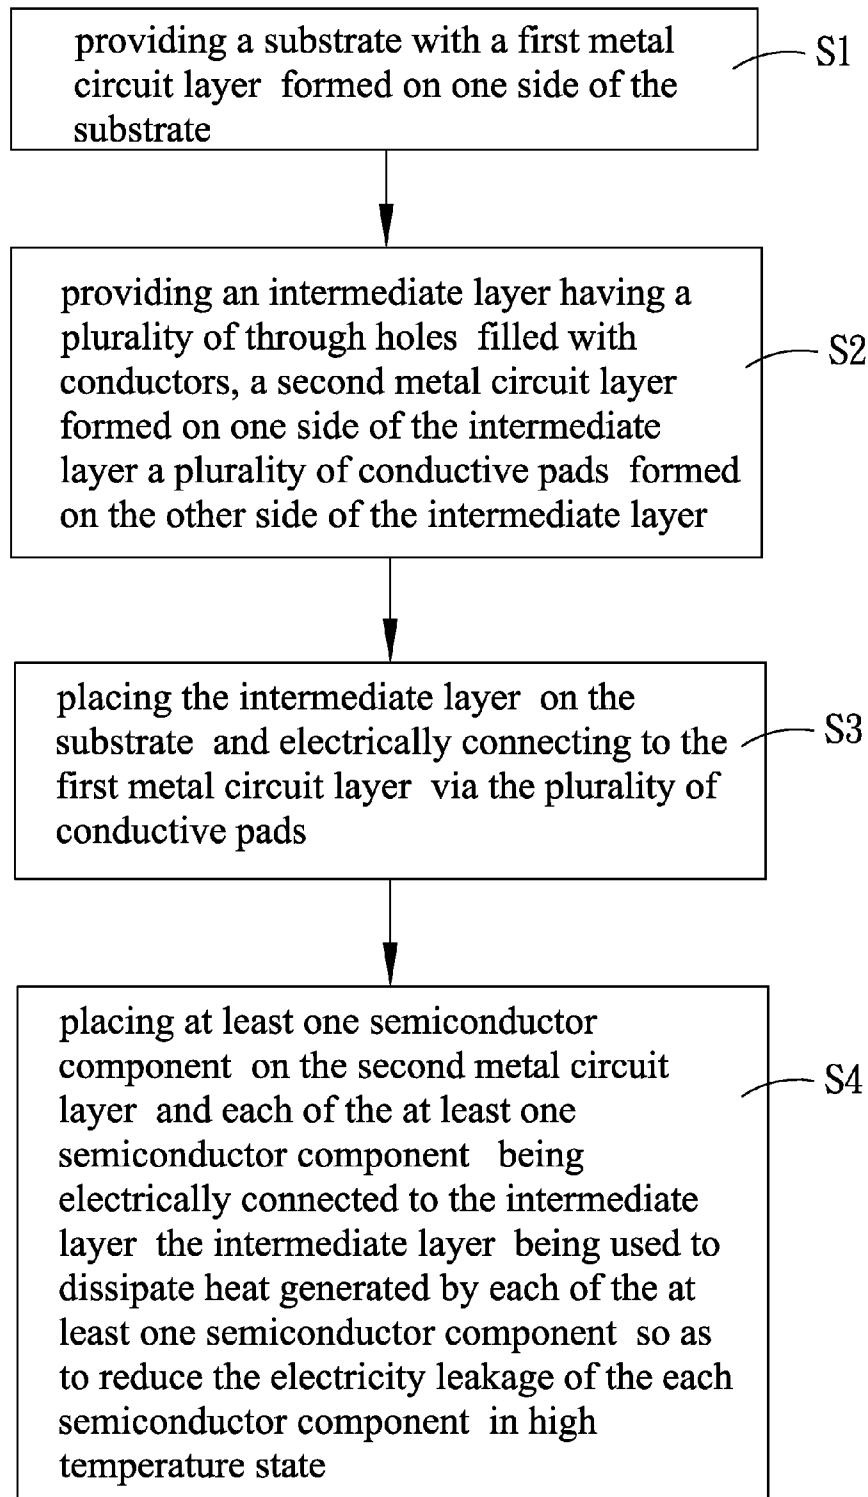 providing a substrate with a first metal
circuit layer formed on one side of the
substrate
S1
providing an intermediate layer having a
plurality of through holes filled with
conductors, a second metal circuit layer
formed on one side of the intermediate
layer a plurality of conductive pads formed
on the other side of the intermediate layer
S2
placing the intermediate layer on the
substrate and electrically connecting to the
first metal circuit layer via the plurality of
conductive pads
S3
placing at least one semiconductor
component on the second metal circuit
layer and each of the at least one
semiconductor component being
electrically connected to the intermediate
layer the intermediate layer being used to
dissipate heat generated by each of the at
least one semiconductor component so as
to reduce the electricity leakage of the each
semiconductor component in high
temperature state
S4